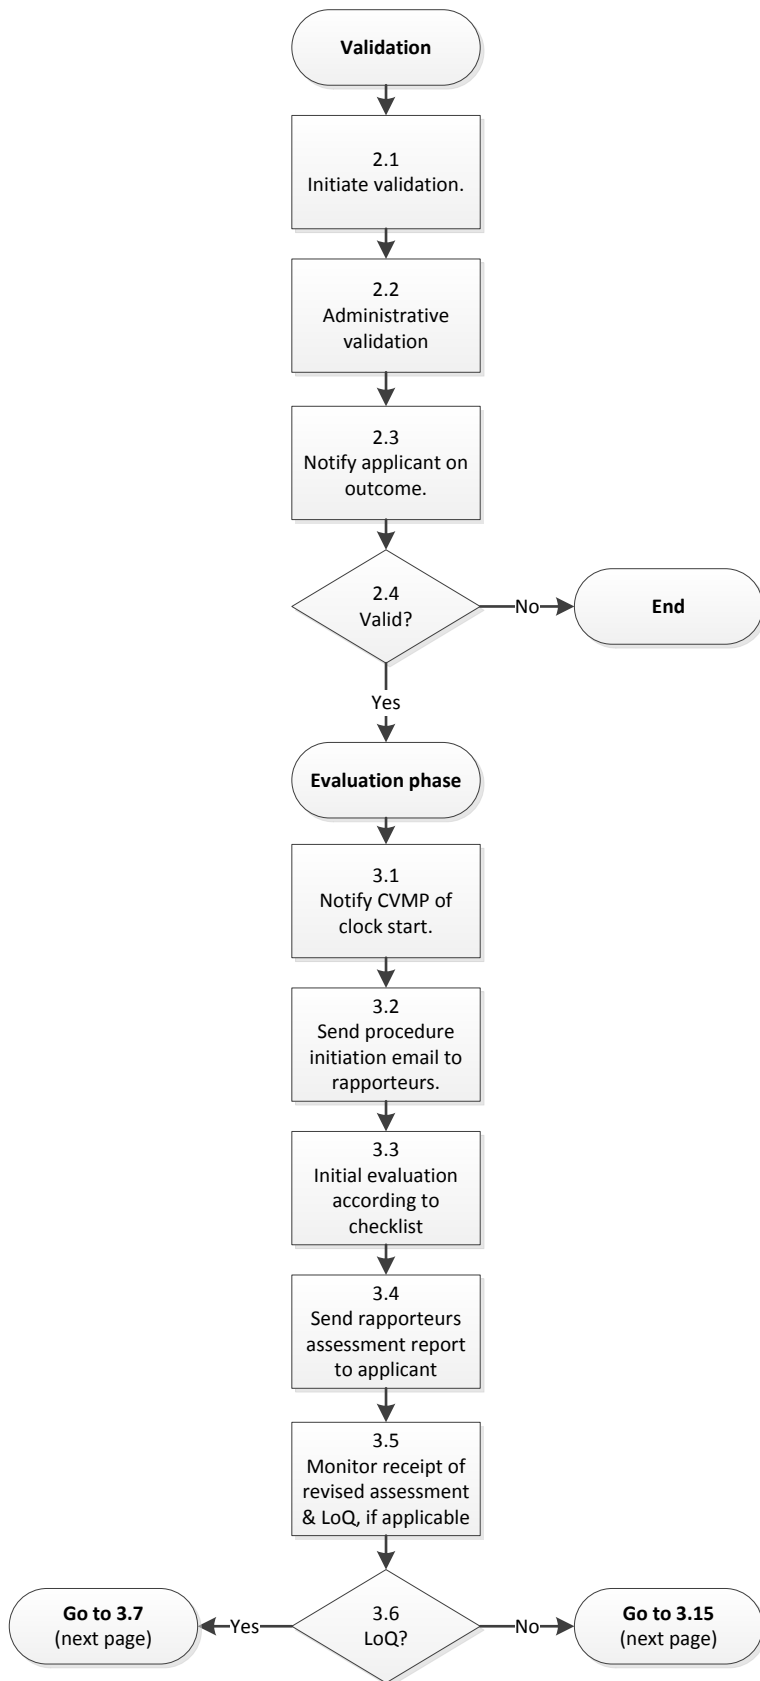 Validation
2.1
Initiate validation.
2.2
Administrative
validation
2.3
Notify applicant on
outcome.
2.4
Valid?
No
End
Yes
Evaluation phase
3.1
Notify CVMP of
clock start.
3.2
Send procedure
initiation email to
rapporteurs.
3.3
Initial evaluation
according to
checklist
3.4
Send rapporteurs
assessment report
to applicant
3.5
Monitor receipt of
revised assessment
& LoQ, if applicable
Go to 3.7
(next page)
Yes
3.6
LoQ?
No
Go to 3.15
(next page)